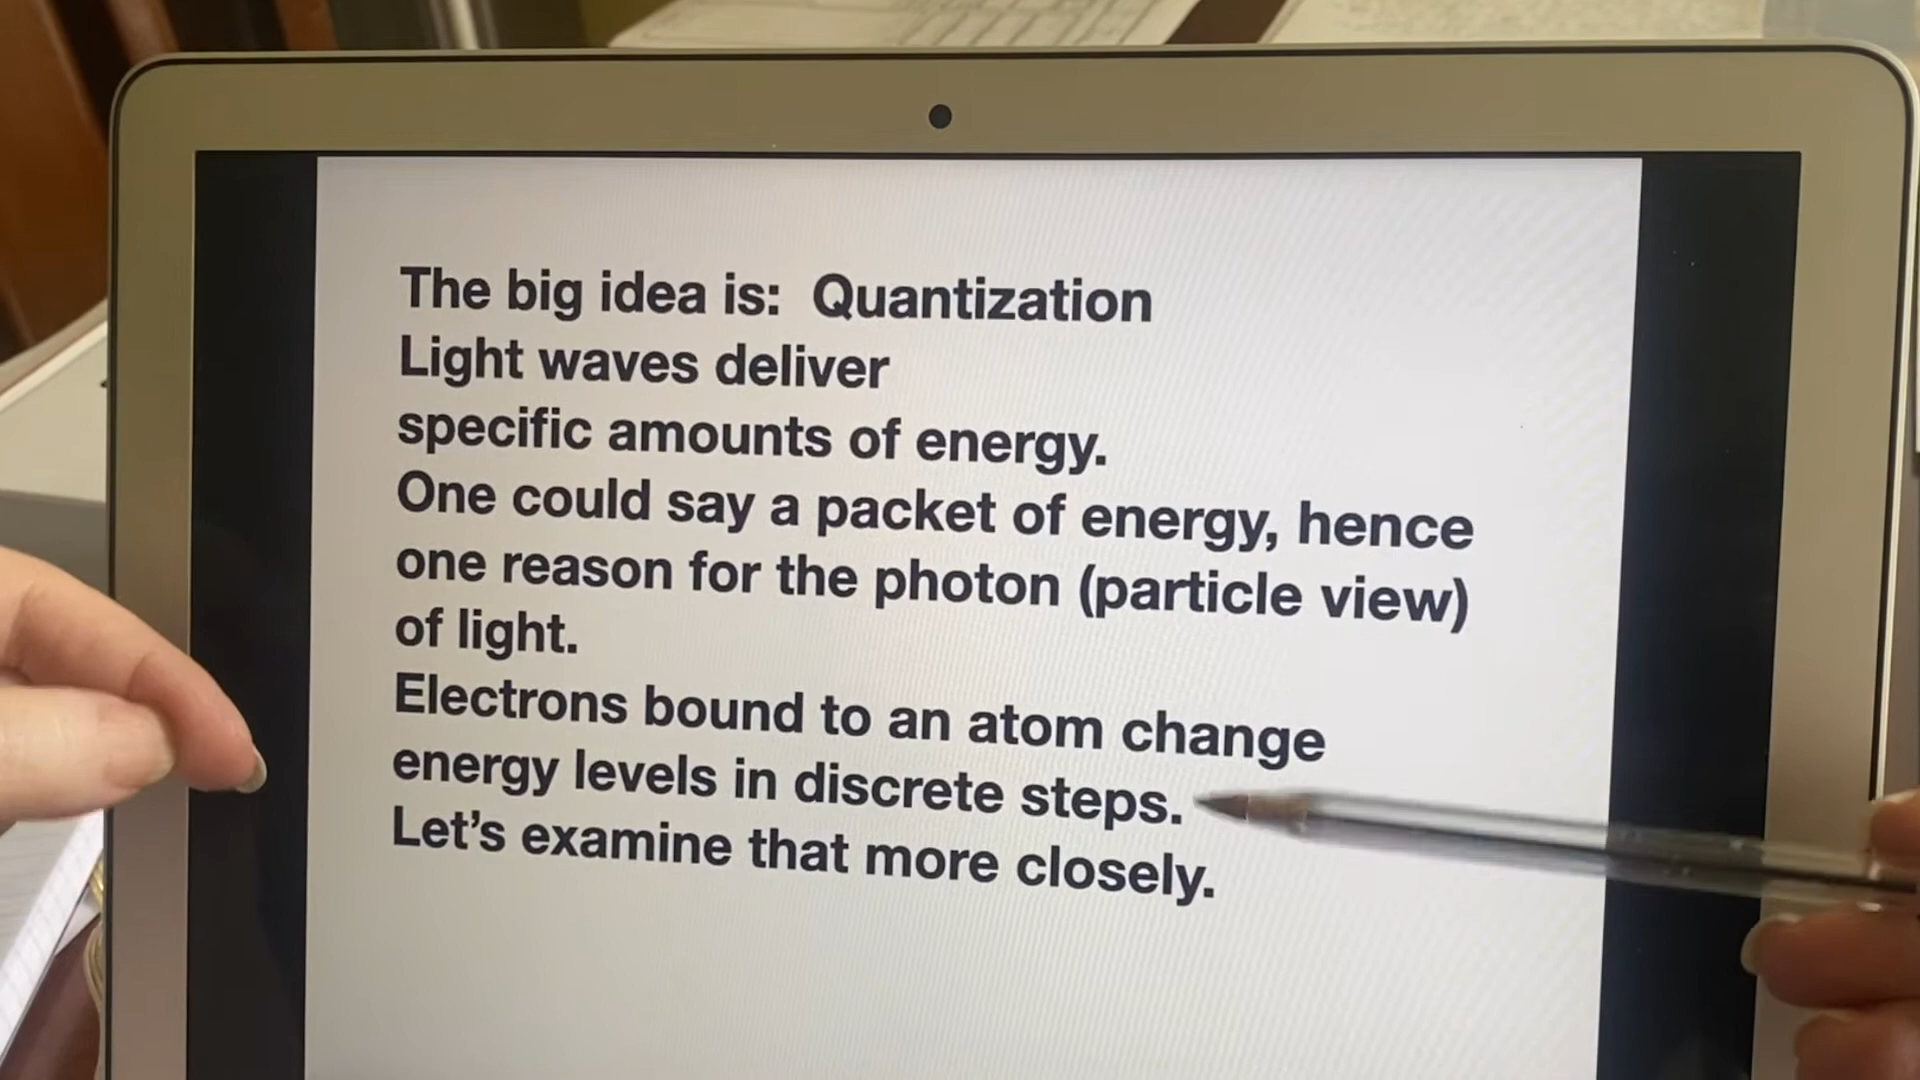 The big idea is: Quantization
Light waves deliver
specific amounts of energy.
One could say a packet of energy, hence
one reason for the photon (particle view)
of light.
Electrons bound to an atom change
energy levels in discrete steps.
Let’s examine that more closely.